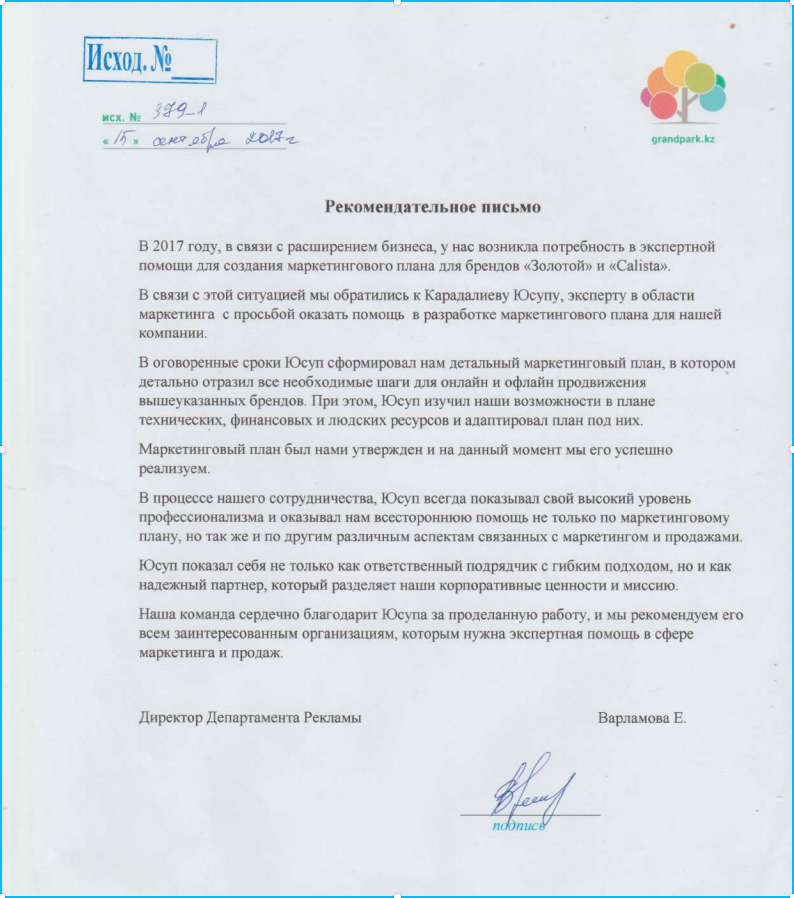 Исход. №
исх. № 379-1
grandpark.kz
« 15 » сентября 2017 г
Рекомендательное письмо
В 2017 году, в связи с расширением бизнеса, у нас возникла потребность в экспертной
помощи для создания маркетингового плана для брендов «Золотой» и «Calista».
В связи с этой ситуацией мы обратились к Карадалиеву Юсупу, эксперту в области
маркетинга с просьбой оказать помощь в разработке маркетингового плана для нашей
компании.
В оговоренные сроки Юсуп сформировал нам детальный маркетинговый план, в котором
детально отразил все необходимые шаги для онлайн и офлайн продвижения
вышеуказанных брендов. При этом, Юсуп изучил наши возможности в плане
технических, финансовых и людских ресурсов и адаптировал план под них.
Маркетинговый план был нами утвержден и на данный момент мы его успешно
реализуем.
В процессе нашего сотрудничества, Юсуп всегда показывал свой высокий уровень
профессионализма и оказывал нам всестороннюю помощь не только по маркетинговому
плану, но так же и по другим различным аспектам связанных с маркетингом и продажами.
Юсуп показал себя не только как ответственный подрядчик с гибким подходом, но и как
надежный партнер, который разделяет наши корпоративные ценности и миссию.
Наша команда сердечно благодарит Юсупа за проделанную работу, и мы рекомендуем его
всем заинтересованным организациям, которым нужна экспертная помощь в сфере
маркетинга и продаж.
Директор Департамента Рекламы Варламова Е.
подпись